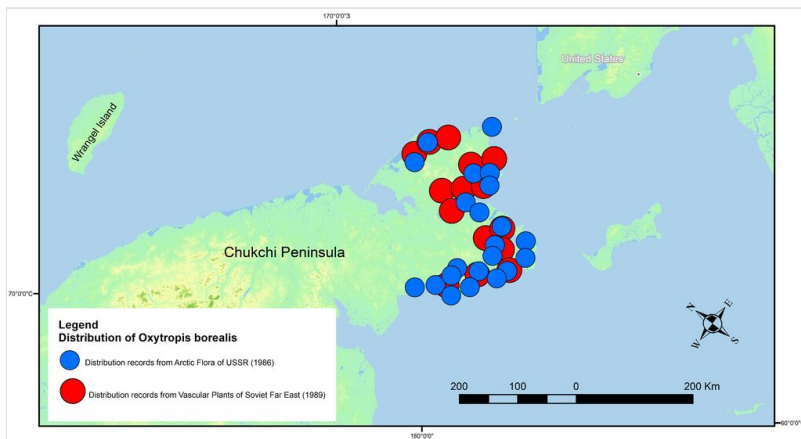 170°0'0"З
United States
Wrangel Island
Chukchi Peninsula
70°0'0"С
N
E
W
S
Legend
Distribution of Oxytropis borealis
Distribution records from Arctic Flora of USSR (1986)
Distribution records from Vascular Plants of Soviet Far East (1989)
200 100 0 200 Km
180°0'0"
60°0'0"С